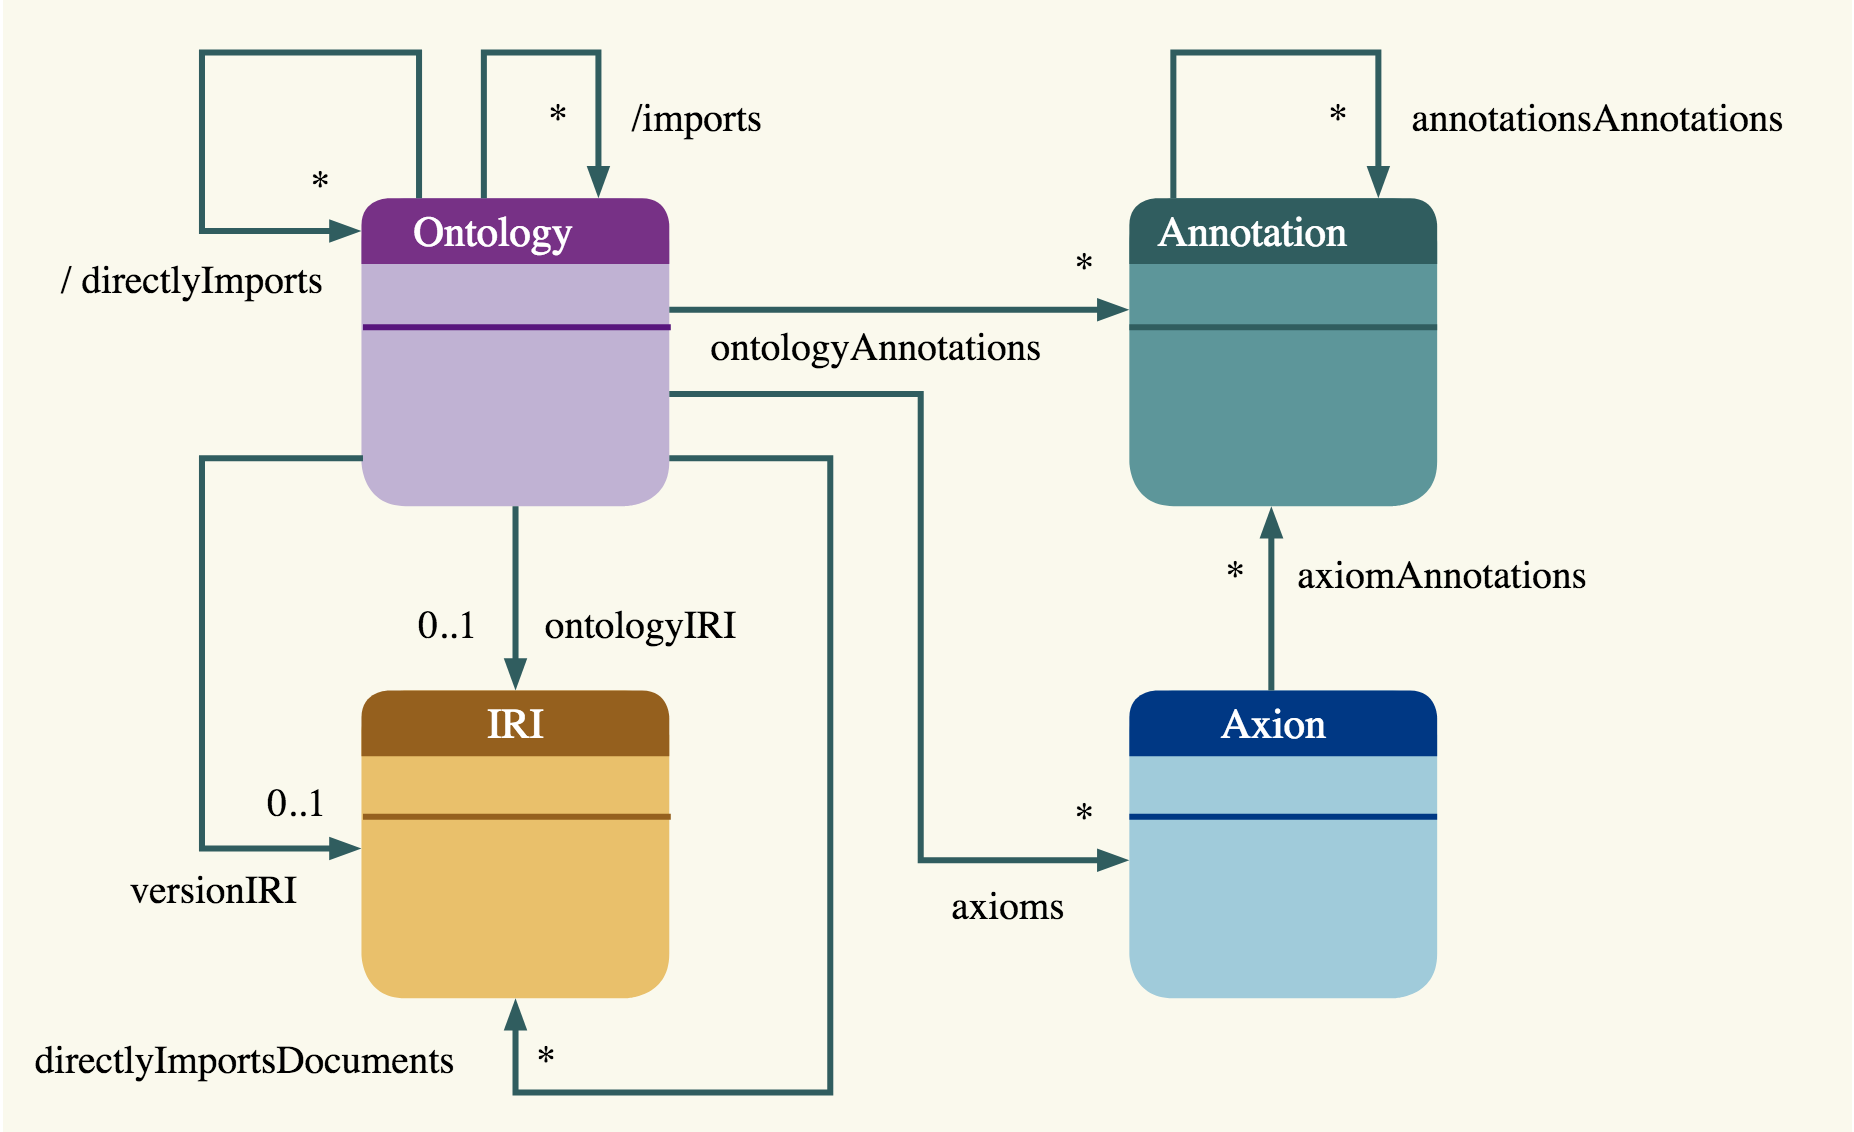 *
/imports
*
annotationsAnnotations
*
/ directlyImports
Ontology
Annotation
*
ontologyAnnotations
*
axiomAnnotations
0..1
ontologyIRI
IRI
Axion
0..1
versionIRI
*
axioms
directlyImportsDocuments
*